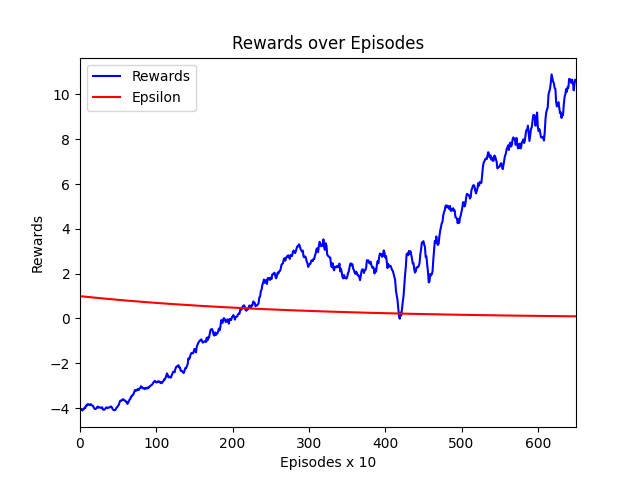 Rewards over Episodes
Rewards
Epsilon
10
8
6
4
2
0
−2
−4
Rewards
0 100 200 300 400 500 600
Episodes x 10